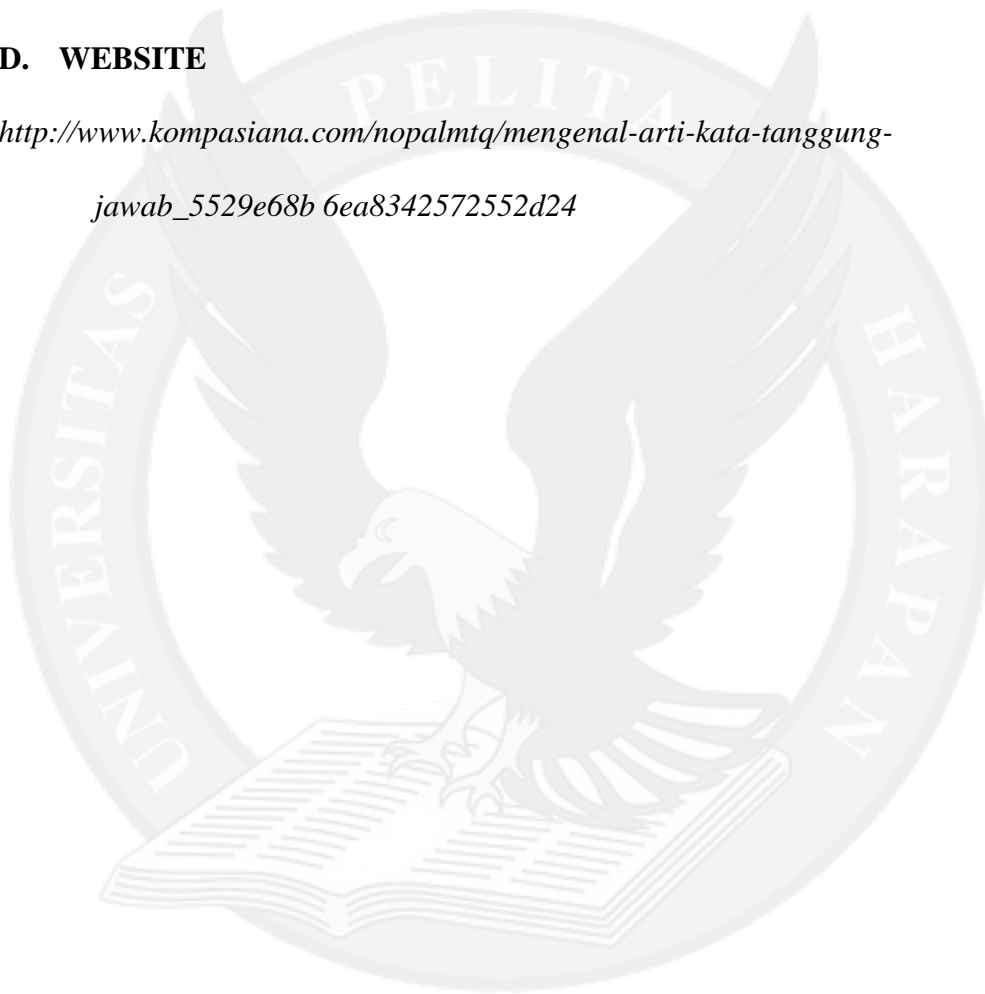 D. WEBSITE
http://www.kompasiana.com/nopalmtq/mengenal-arti-kata-tanggung-
jawab_5529e68b 6ea8342572552d24
UNIVERSITAS PELITA HARAPAN